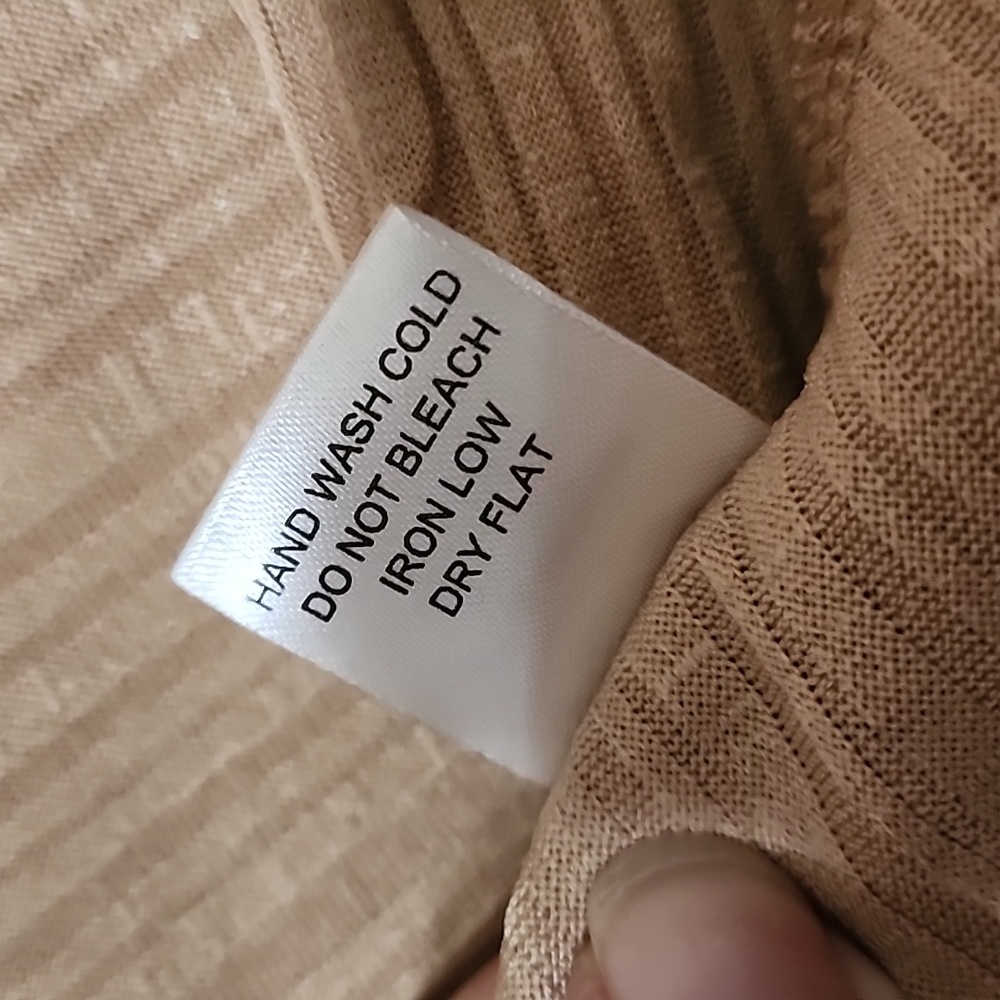 HAND WASH COLD
DO NOT BLEACH
IRON LOW
DRY FLAT